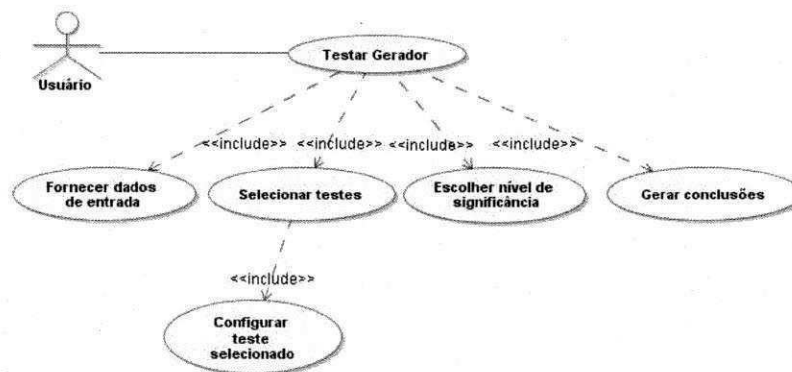 Testar Gerador
Usuário
<<include>> <<include>> <<include>> <<include>>
Fornecer dados
de entrada
Selecionar testes
Escolher nível de
significância
Gerar conclusões
<<include>>
Configurar
teste
selecionado